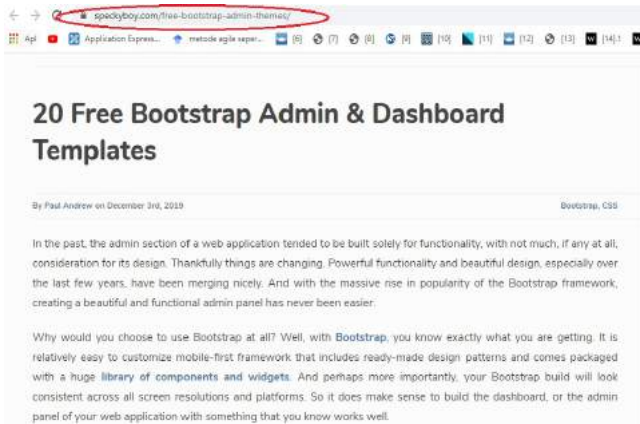 speckyboy.com/free-bootstrap-admin-themes/
Apl Application Express... metode agile seper... [6] [7] [8] [9] [10] [11] [12] [13] [14].
20 Free Bootstrap Admin & Dashboard
Templates
By Paul Andrew on December 3rd, 2019 Bootstrap, CSS
In the past, the admin section of a web application tended to be built solely for functionality, with not much, if any at all,
consideration for its design. Thankfully things are changing. Powerful functionality and beautiful design, especially over
the last few years, have been merging nicely. And with the massive rise in popularity of the Bootstrap framework,
creating a beautiful and functional admin panel has never been easier.
Why would you choose to use Bootstrap at all? Well, with Bootstrap, you know exactly what you are getting. It is
relatively easy to customize mobile-first framework that includes ready-made design patterns and comes packaged
with a huge library of components and widgets. And perhaps more importantly, your Bootstrap build will look
consistent across all screen resolutions and platforms. So it does make sense to build the dashboard, or the admin
panel of your web application with something that you know works well.